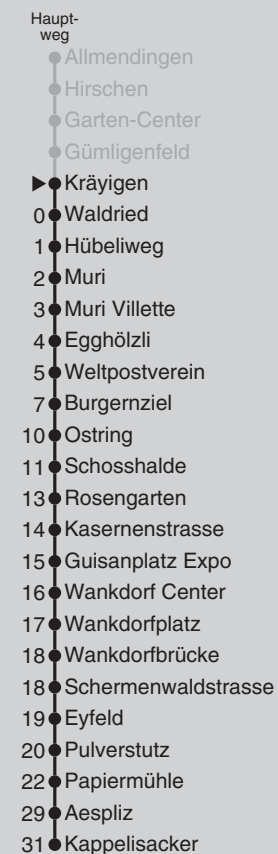 Haupt-
weg
Allmendingen
Hirschen
Garten-Center
Gümligenfeld
Kräyigen
0 Waldried
1 Hübeliweg
2 Muri
3 Muri Villette
4 Egghölzli
5 Weltpostverein
7 Burgernziel
10 Ostring
11 Schosshalde
13 Rosengarten
14 Kasernenstrasse
15 Guisanplatz Expo
16 Wankdorf Center
17 Wankdorfplatz
18 Wankdorfbrücke
18 Schermenwaldstrasse
19 Eyfeld
20 Pulverstutz
22 Papiermühle
29 Aespliz
31 Kappelisacker